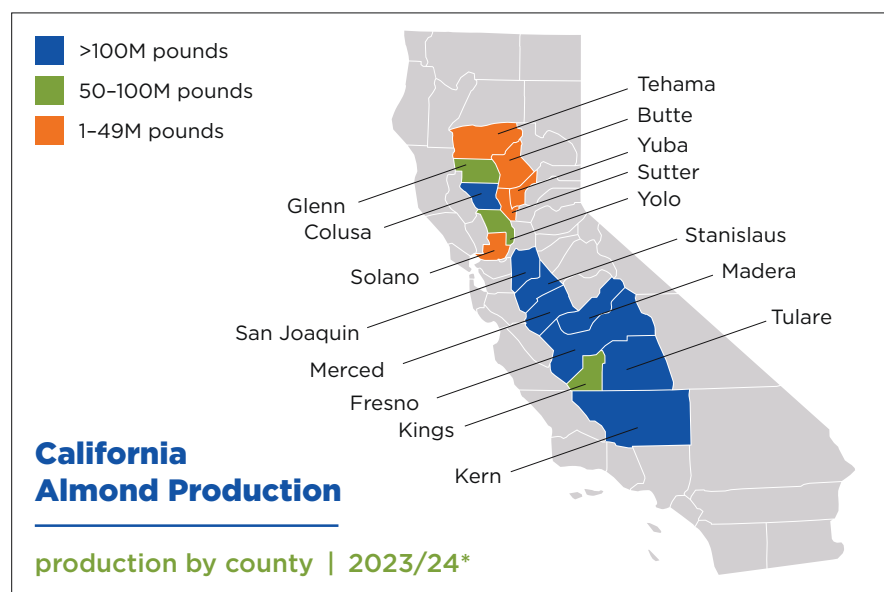 >100M pounds
50–100M pounds
1–49M pounds
Tehama
Butte
Yuba
Sutter
Yolo
Glenn
Colusa
Solano
Stanislaus
Madera
San Joaquin
Tulare
Merced
Fresno
Kings
Kern
California
Almond Production
production by county | 2023/24*